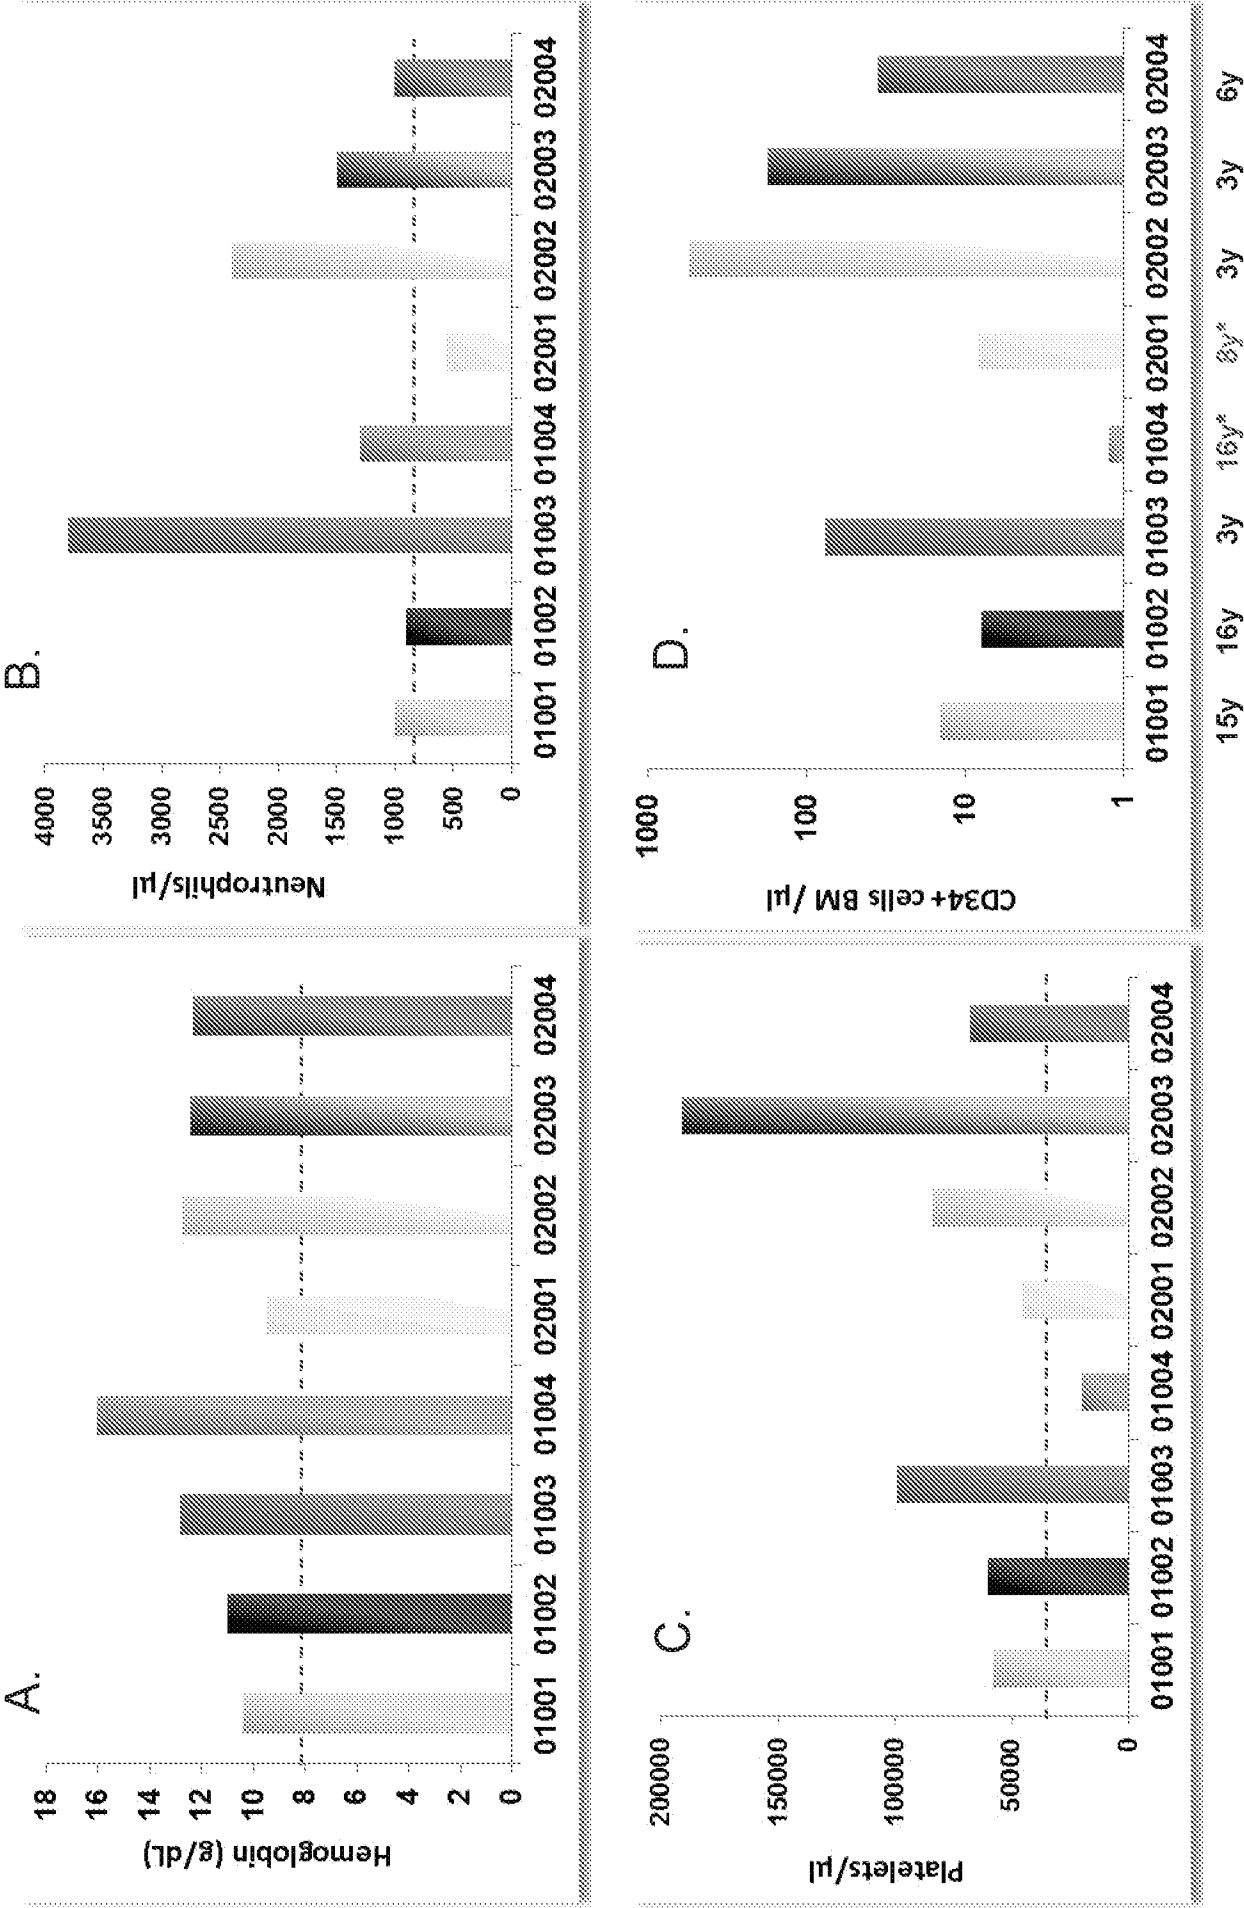 A.
Hemoglobin (g/dL)
18
16
14
12
10
8
6
4
2
0
01001 01002 01003 01004 02001 02002 02003 02004
B.
Neutrophils/µl
4000
3500
3000
2500
2000
1500
1000
500
0
01001 01002 01003 01004 02001 02002 02003 02004
C.
Platelets/µl
200000
150000
100000
50000
0
01001 01002 01003 01004 02001 02002 02003 02004
D.
CD34+ cells BM /µl
1000
100
10
1
01001 01002 01003 01004 02001 02002 02003 02004
15y 16y 3y 16y* 8y* 3y 3y 6y